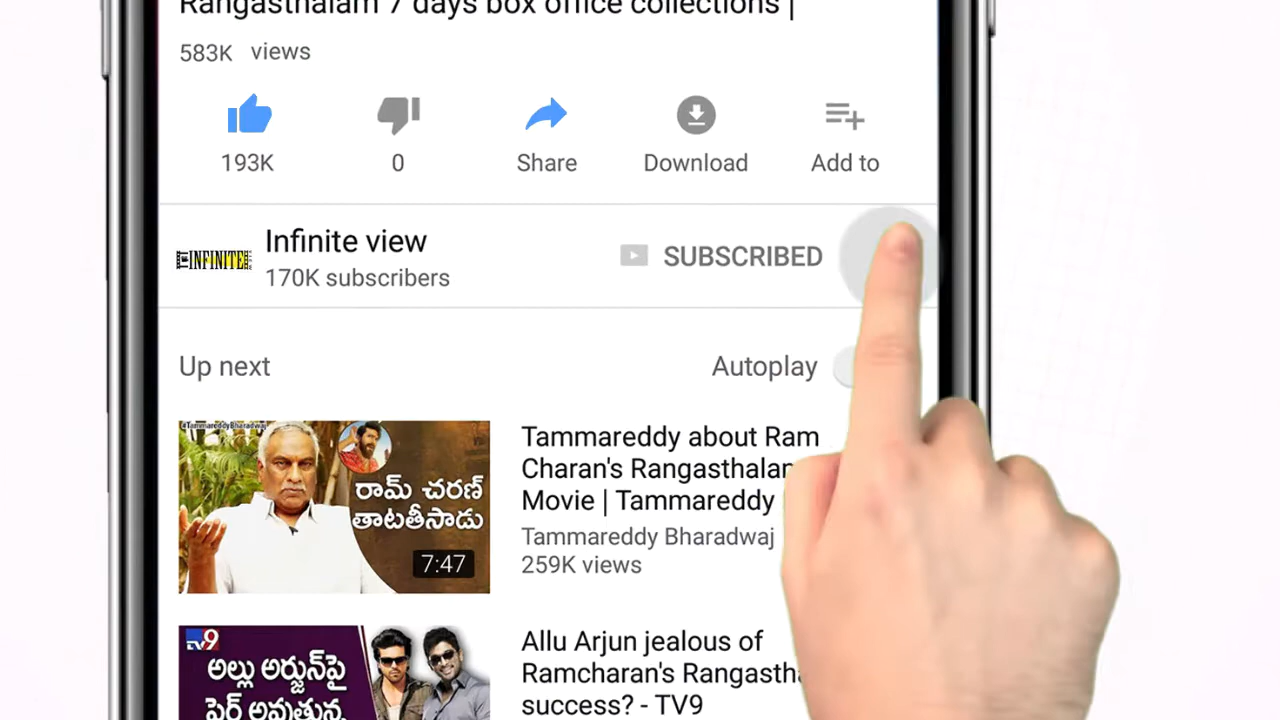 Rangasthalam 7 days box office collections |
583K views
193K
0
Share
Download
Add to
INFINITE
Infinite view
170K subscribers
SUBSCRIBED
Up next
Autoplay
#TammareddyBharadwaj
రామ్ చరణ్
తాటతీసాడు
7:47
Tammareddy about Ram
Charan's Rangasthalam
Movie | Tammareddy
Tammareddy Bharadwaj
259K views
TV9
అల్లు అర్జున్‌పై
పైర్ అవుతున్న
Allu Arjun jealous of
Ramcharan's Rangastha
success? - TV9